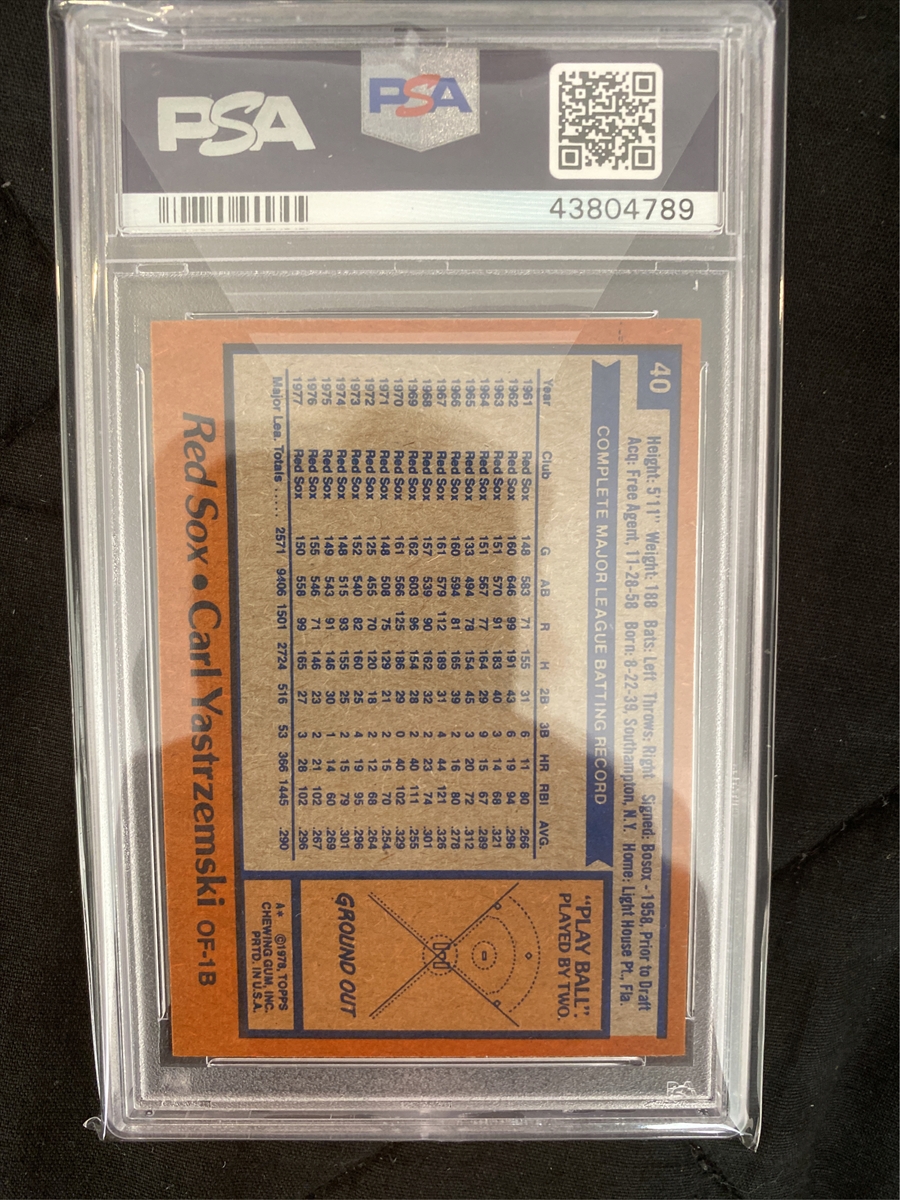 PSA
PSA
43804789
40
Height: 5'11" Weight: 188 Bats: Left Throws: Right Signed: Bosox - 1958, Prior to Draft
Acq: Free Agent, 11-28-58 Born: 8-22-39, Southampton, N.Y. Home: Light House Pt., Fla.
COMPLETE MAJOR LEAGUE BATTING RECORD
Year Club G AB R H 2B 3B HR RBI AVG.
1961 Red Sox 148 583 71 155 31 6 11 80 .266
1962 Red Sox 160 646 99 191 43 6 19 94 .296
1963 Red Sox 151 570 91 183 40 3 14 68 .321
1964 Red Sox 151 567 77 164 29 9 15 67 .289
1965 Red Sox 133 494 78 154 45 3 20 72 .312
1966 Red Sox 160 594 81 165 39 2 16 80 .278
1967 Red Sox 161 579 112 189 31 4 44 121 .326
1968 Red Sox 157 539 90 162 32 2 23 74 .301
1969 Red Sox 162 603 96 154 28 2 40 111 .255
1970 Red Sox 161 566 125 186 29 0 40 102 .329
1971 Red Sox 148 508 75 129 21 2 15 70 .254
1972 Red Sox 125 455 70 120 18 2 12 68 .264
1973 Red Sox 152 540 82 160 25 4 19 95 .296
1974 Red Sox 148 515 93 155 25 2 15 79 .301
1975 Red Sox 149 543 91 146 30 1 14 60 .269
1976 Red Sox 155 546 71 146 23 2 21 102 .267
1977 Red Sox 150 558 99 165 27 3 28 102 .296
Major Lea. Totals ..... 2571 9406 1501 2724 516 53 366 1445 .290
"PLAY BALL":
PLAYED BY TWO.
GROUND OUT
A* ©1978, TOPPS
CHEWING GUM, INC.
PRTD. IN U.S.A.
Red Sox • Carl Yastrzemski OF-1B